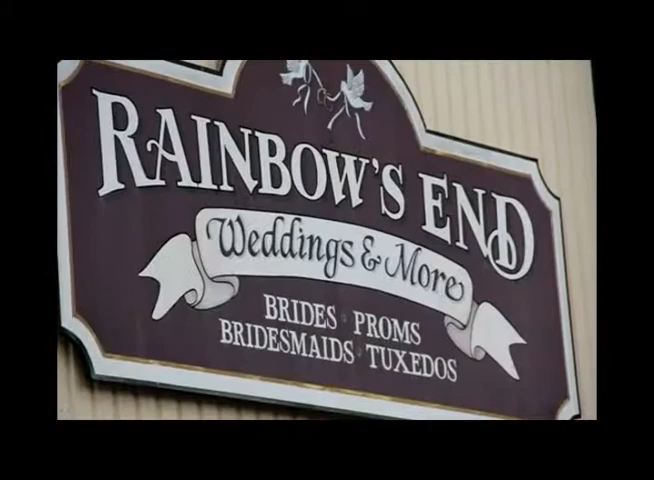 RAINBOW'S END
Weddings & More
BRIDES • PROMS
BRIDESMAIDS • TUXEDOS